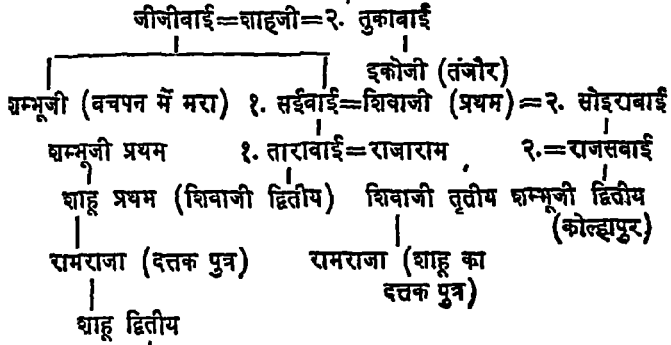 जीजीबाई=शाहजी=२. तुकाबाई
इकोजी (तंजौर)
शम्भूजी (बचपन में मरा) १. सईबाई=शिवाजी (प्रथम)=२. सोइराबाई
शम्भूजी प्रथम १. ताराबाई=राजाराम २.=राजसबाई
शाहू प्रथम (शिवाजी द्वितीय) शिवाजी तृतीय शम्भूजी द्वितीय
(कोल्हापुर)
रामराजा (दत्तक पुत्र) रामराजा (शाहू का
दत्तक पुत्र)
शाहू द्वितीय